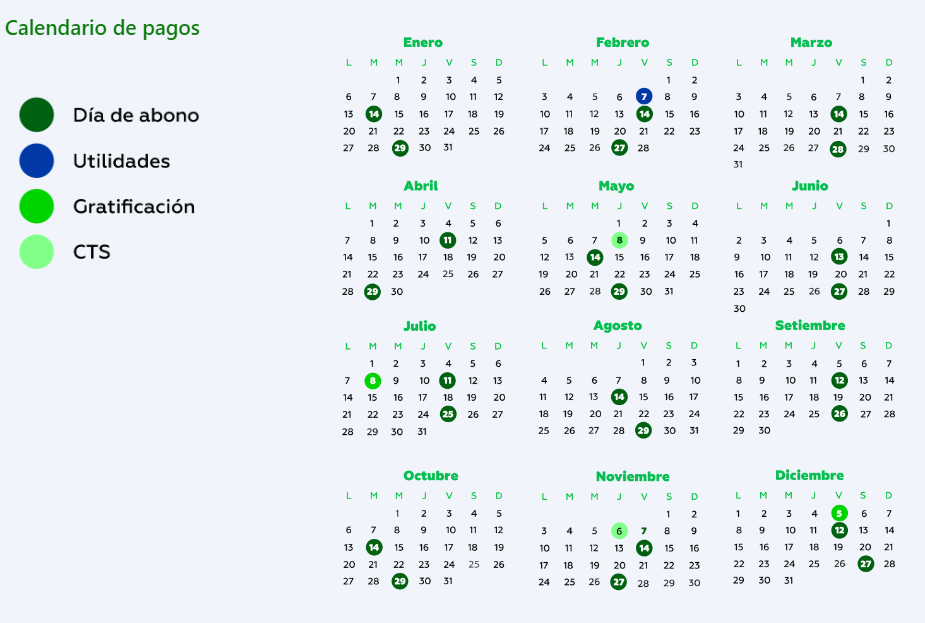 Calendario de pagos
Día de abono
Utilidades
Gratificación
CTS
Enero
L M M J V S D
1 2 3 4 5
6 7 8 9 10 11 12
13 14 15 16 17 18 19
20 21 22 23 24 25 26
27 28 29 30 31
Febrero
L M M J V S D
1 2
3 4 5 6 7 8 9
10 11 12 13 14 15 16
17 18 19 20 21 22 23
24 25 26 27 28
Marzo
L M M J V S D
1 2
3 4 5 6 7 8 9
10 11 12 13 14 15 16
17 18 19 20 21 22 23
24 25 26 27 28 29 30
31
Abril
L M M J V S D
1 2 3 4 5 6
7 8 9 10 11 12 13
14 15 16 17 18 19 20
21 22 23 24 25 26 27
28 29 30
Mayo
L M M J V S D
1 2 3 4
5 6 7 8 9 10 11
12 13 14 15 16 17 18
19 20 21 22 23 24 25
26 27 28 29 30 31
Junio
L M M J V S D
1
2 3 4 5 6 7 8
9 10 11 12 13 14 15
16 17 18 19 20 21 22
23 24 25 26 27 28 29
30
Julio
L M M J V S D
1 2 3 4 5 6
7 8 9 10 11 12 13
14 15 16 17 18 19 20
21 22 23 24 25 26 27
28 29 30 31
Agosto
L M M J V S D
1 2 3
4 5 6 7 8 9 10
11 12 13 14 15 16 17
18 19 20 21 22 23 24
25 26 27 28 29 30 31
Setiembre
L M M J V S D
1 2 3 4 5 6 7
8 9 10 11 12 13 14
15 16 17 18 19 20 21
22 23 24 25 26 27 28
29 30
Octubre
L M M J V S D
1 2 3 4 5
6 7 8 9 10 11 12
13 14 15 16 17 18 19
20 21 22 23 24 25 26
27 28 29 30 31
Noviembre
L M M J V S D
1 2
3 4 5 6 7 8 9
10 11 12 13 14 15 16
17 18 19 20 21 22 23
24 25 26 27 28 29 30
Diciembre
L M M J V S D
1 2 3 4 5 6 7
8 9 10 11 12 13 14
15 16 17 18 19 20 21
22 23 24 25 26 27 28
29 30 31